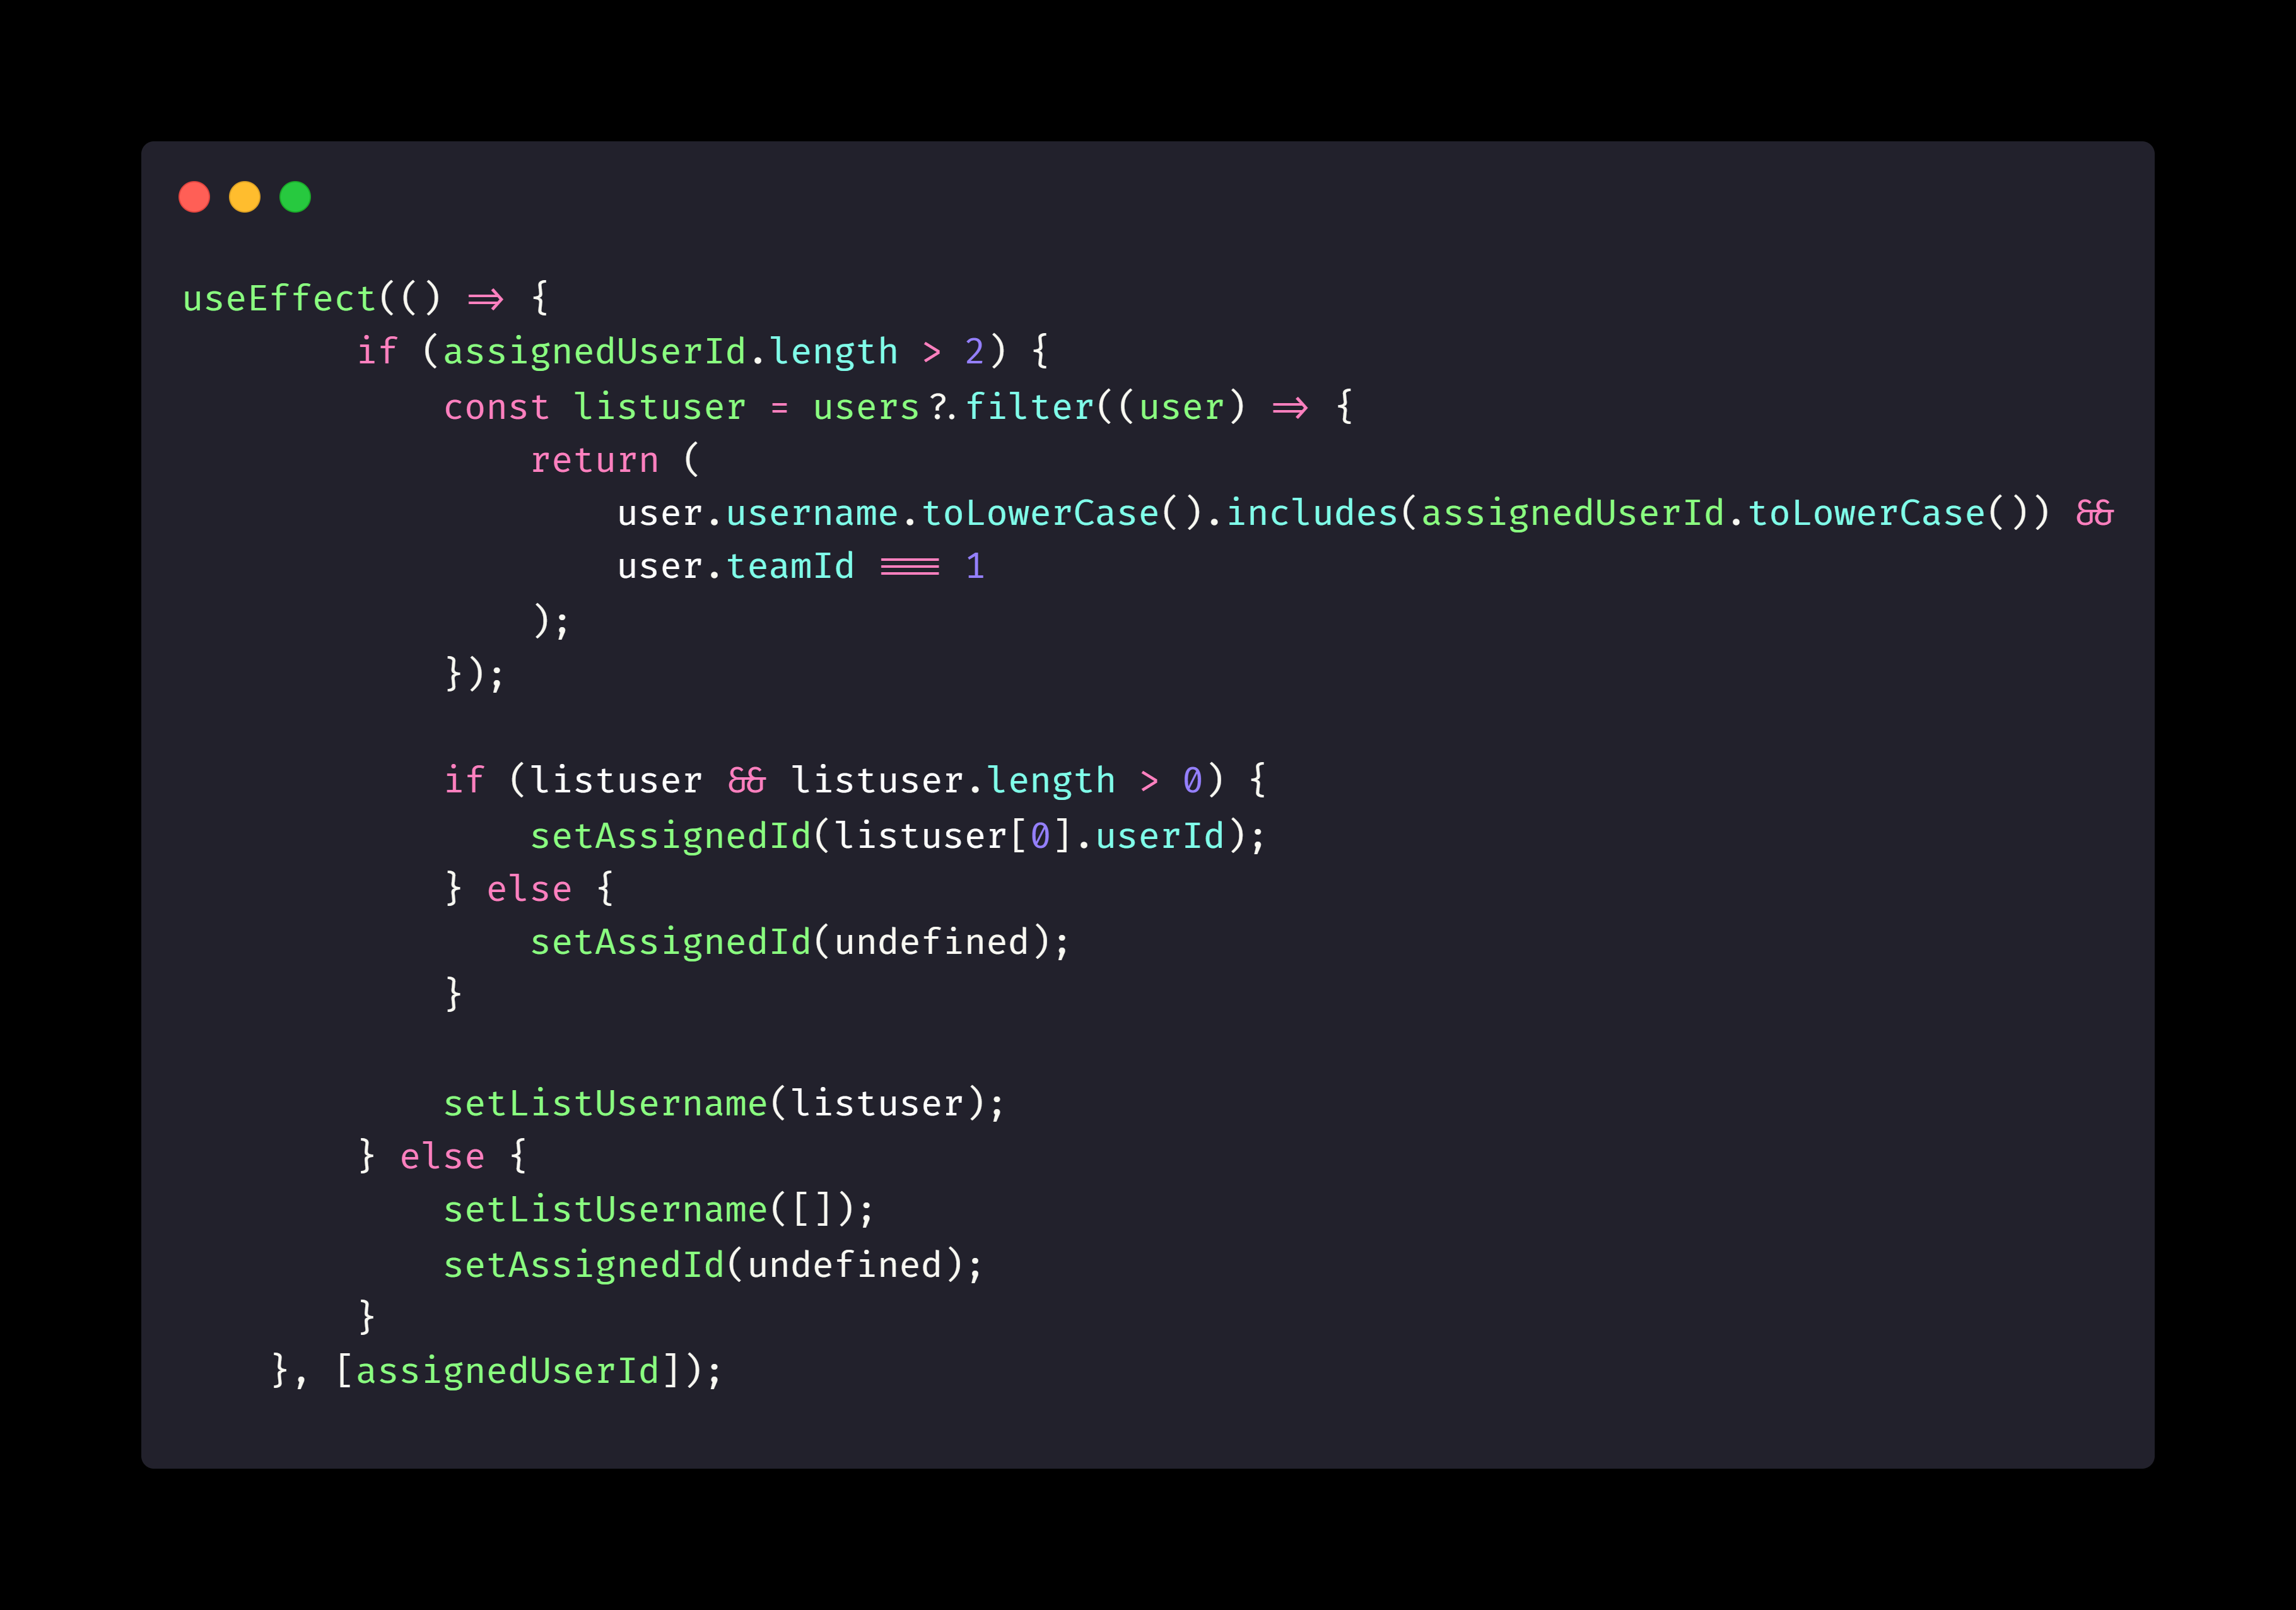 useEffect(() => {
        if (assignedUserId.length > 2) {
            const listuser = users?.filter((user) => {
                return (
                    user.username.toLowerCase().includes(assignedUserId.toLowerCase()) &&
                    user.teamId === 1
                );
            });

            if (listuser && listuser.length > 0) {
                setAssignedId(listuser[0].userId);
            } else {
                setAssignedId(undefined);
            }

            setListUsername(listuser);
        } else {
            setListUsername([]);
            setAssignedId(undefined);
        }
    }, [assignedUserId]);